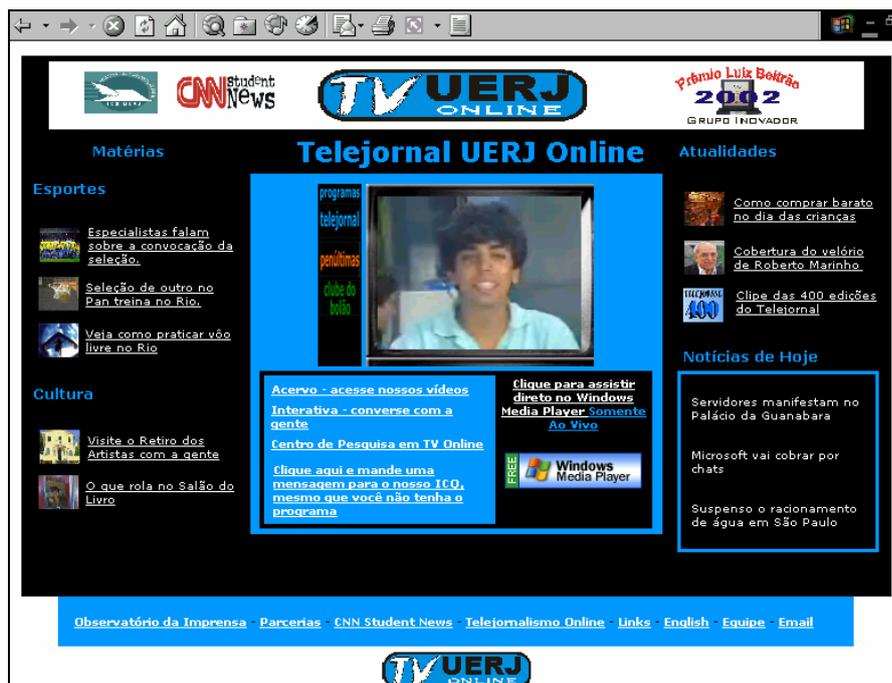 CNN Student
News
TV UERJ
ONLINE
Prêmio Luiz Beltrão
2002
GRUPO INOVADOR
Matérias
Telejornal UERJ Online
Atualidades
Esportes
Especialistas falam
sobre a convocação da
seleção.
Seleção de outro no
Pan treina no Rio.
Veja como praticar vôo
livre no Rio
Cultura
Visite o Retiro dos
Artistas com a gente
O que rola no Salão do
Livro
programas
telejornal
penúltimas
clube do
bolão
Acervo - acesse nossos vídeos
Interativa - converse com a
gente
Centro de Pesquisa em TV Online
Clique aqui e mande uma
mensagem para o nosso ICQ,
mesmo que você não tenha o
programa
Clique para assistir
direto no Windows
Media Player Somente
Ao Vivo
FREE
Windows
Media Player
Como comprar barato
no dia das crianças
Cobertura do velório
de Roberto Marinho
400
Clipe das 400 edições
do Telejornal
Notícias de Hoje
Servidores manifestam no
Palácio da Guanabara
Microsoft vai cobrar por
chats
Suspenso o racionamento
de água em São Paulo
Observatório da Imprensa - Parcerias - CNN Student News - Telejornalismo Online - Links - English - Equipe - Email
TV UERJ
ONLINE